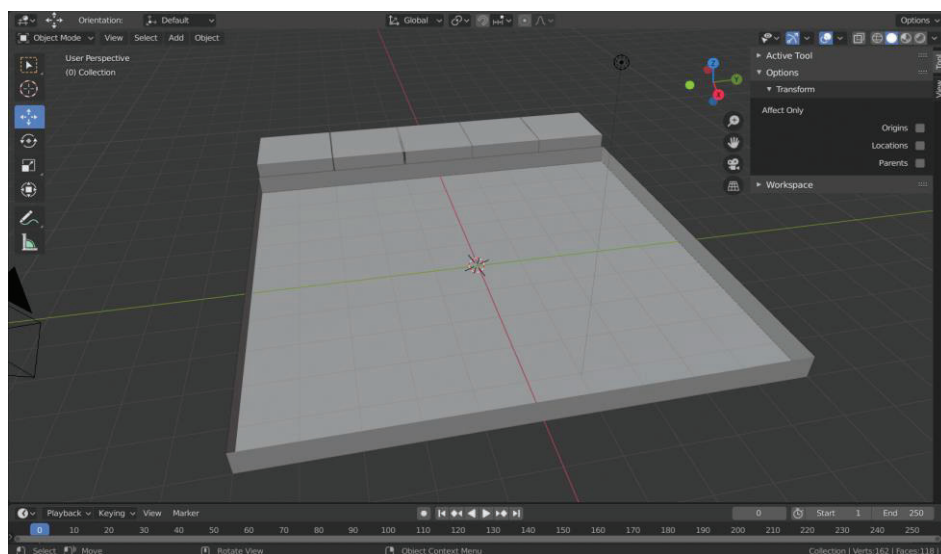 Orientation: Default Global Options
Object Mode View Select Add Object
User Perspective
(0) Collection
Z
Y
X
Active Tool
Options
Transform
Affect Only
Origins
Locations
Parents
Workspace
Tool
View
Playback Keying View Marker 0 Start 1 End 250
0 10 20 30 40 50 60 70 80 90 100 110 120 130 140 150 160 170 180 190 200 210 220 230 240 250
Select Move Rotate View Object Context Menu Collection | Verts:162 | Faces:110